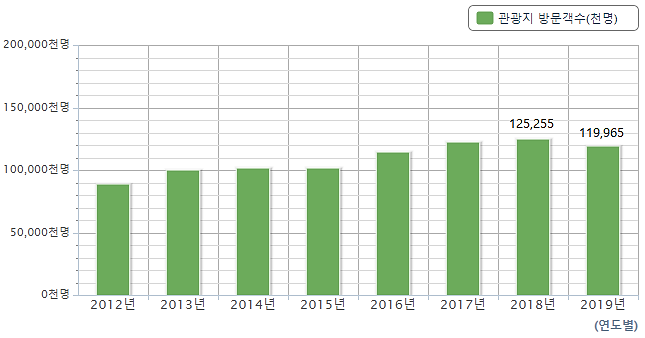 관광지 방문객수(천명)
200,000천명
150,000천명
100,000천명
50,000천명
0천명
125,255
119,965
2012년 2013년 2014년 2015년 2016년 2017년 2018년 2019년
(연도별)